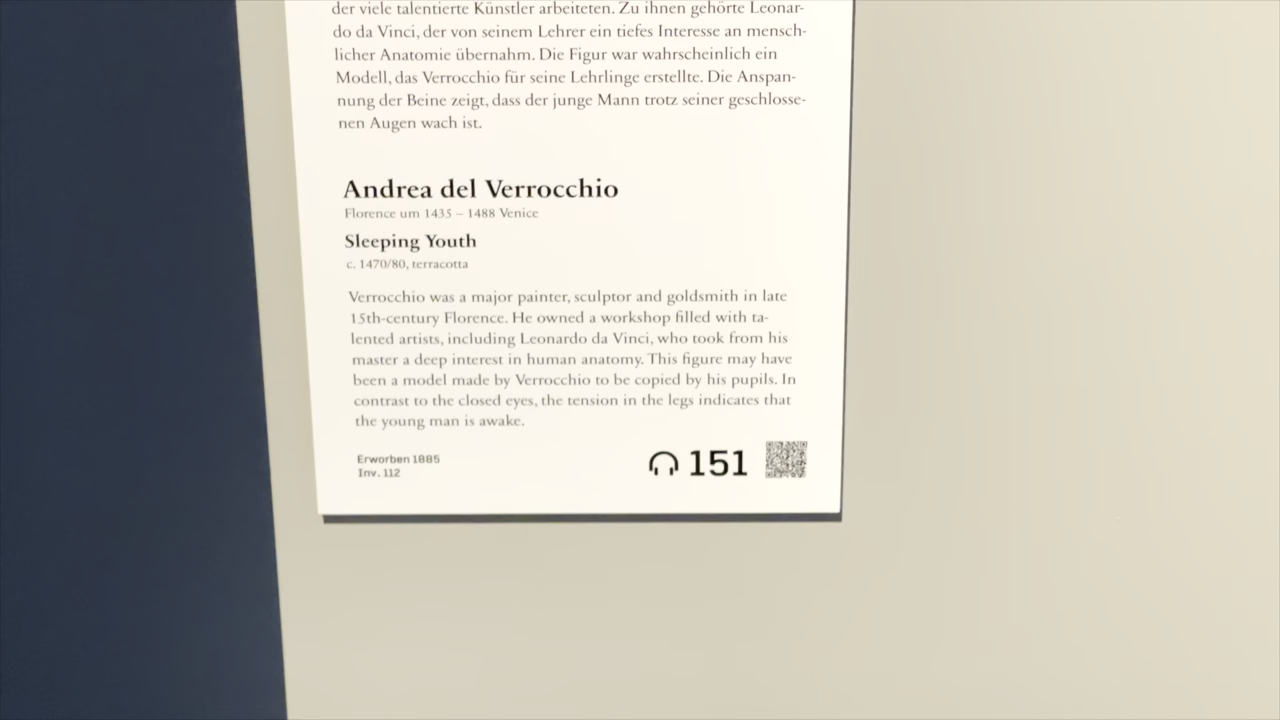 der viele talentierte Künstler arbeiteten. Zu ihnen gehörte Leonar-
do da Vinci, der von seinem Lehrer ein tiefes Interesse an mensch-
licher Anatomie übernahm. Die Figur war wahrscheinlich ein
Modell, das Verrocchio für seine Lehrlinge erstellte. Die Anspan-
nung der Beine zeigt, dass der junge Mann trotz seiner geschlosse-
nen Augen wach ist.
Andrea del Verrocchio
Florence um 1435 – 1488 Venice
Sleeping Youth
c. 1470/80, terracotta
Verrocchio was a major painter, sculptor and goldsmith in late
15th-century Florence. He owned a workshop filled with ta-
lented artists, including Leonardo da Vinci, who took from his
master a deep interest in human anatomy. This figure may have
been a model made by Verrocchio to be copied by his pupils. In
contrast to the closed eyes, the tension in the legs indicates that
the young man is awake.
Erworben 1885
Inv. 112
151